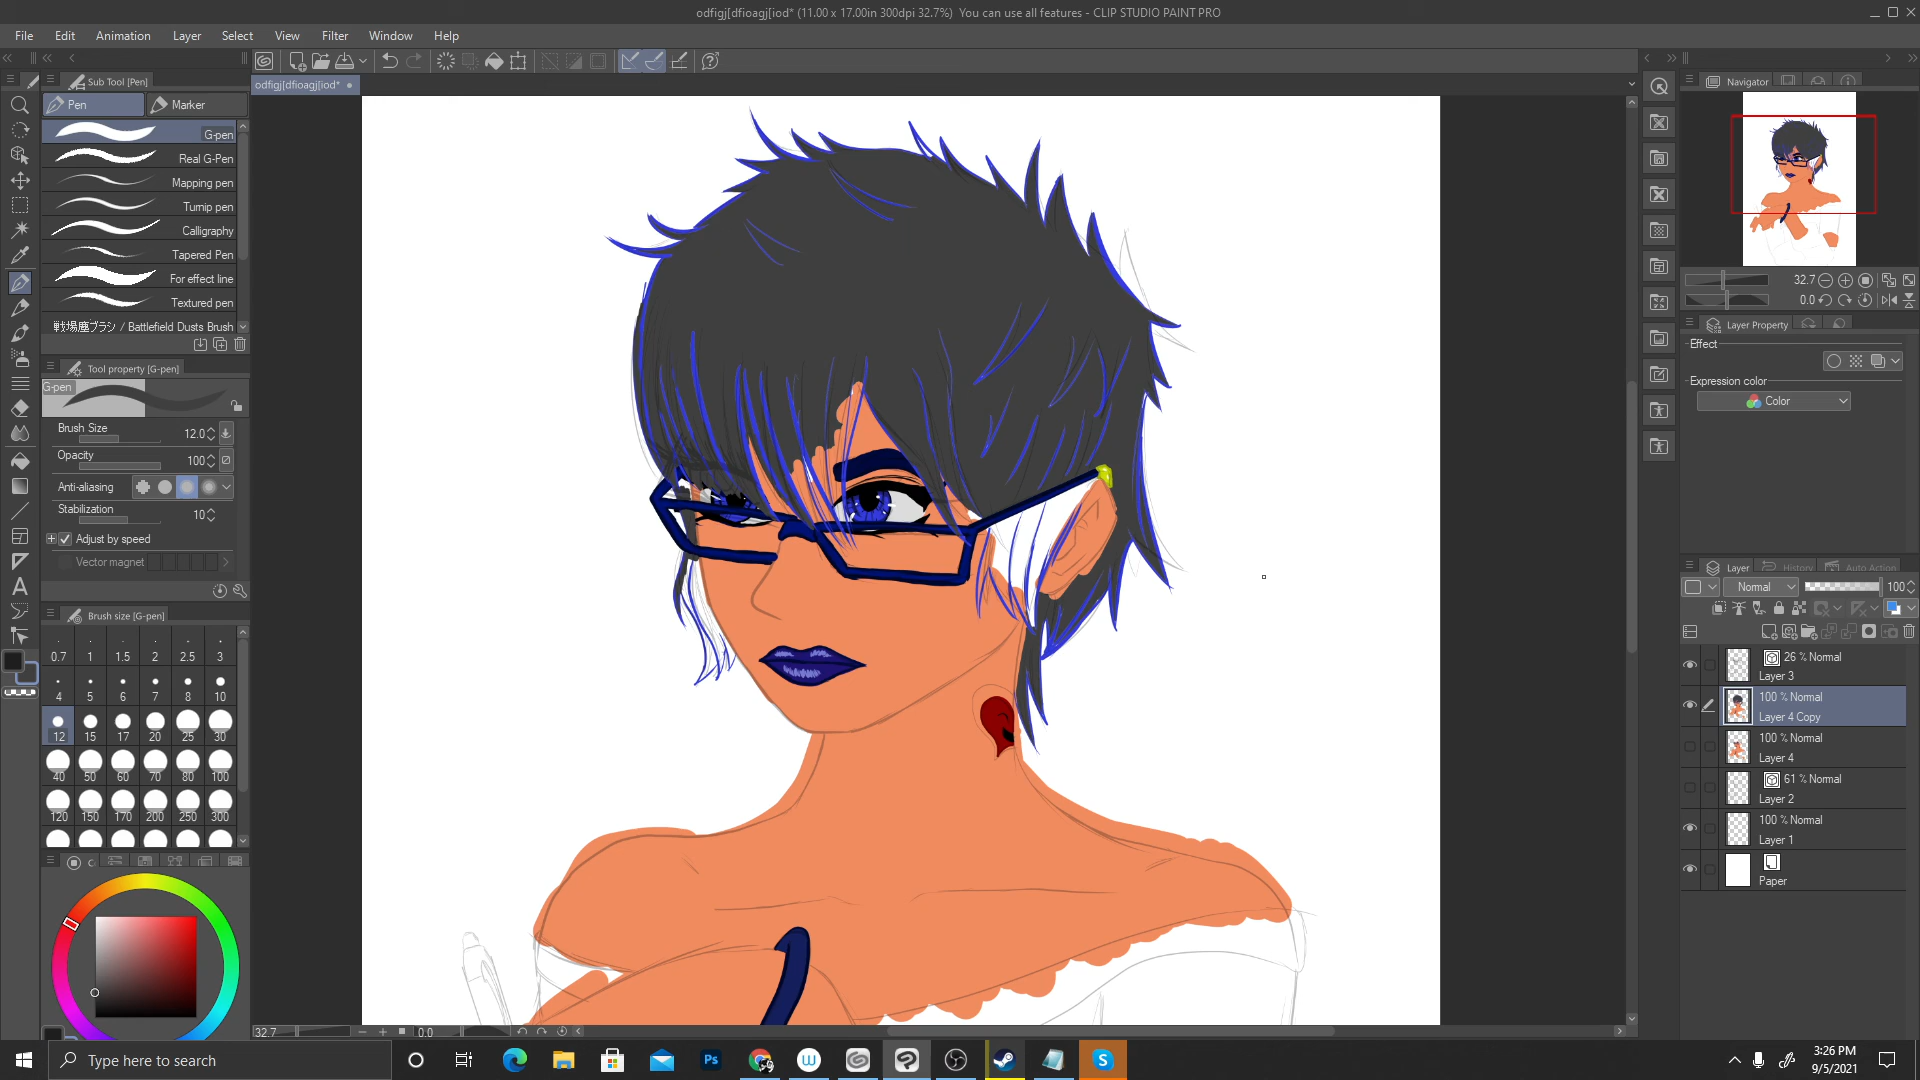 odfigj[dfioagj[iod* (11.00 x 17.00in 300dpi 32.7%)  You can use all features - CLIP STUDIO PAINT PRO
File Edit Animation Layer Select View Filter Window Help
Sub Tool [Pen]
odfigj[dfioagj[iod*
Navigator
Pen Marker
G-pen
Real G-Pen
Mapping pen
Turnip pen
Calligraphy
Tapered Pen
For effect line
Textured pen
戦場塵ブラシ / Battlefield Dusts Brush
Tool property [G-pen]
G-pen
Brush Size 12.0
Opacity 100
Anti-aliasing
Stabilization 10
Adjust by speed
Vector magnet
Brush size [G-pen]
0.7 1 1.5 2 2.5 3
4 5 6 7 8 10
12 15 17 20 25 30
40 50 60 70 80 100
120 150 170 200 250 300
32.7
0.0
Layer Property
Effect
Expression color
Color
Layer History Auto Action
Normal 100
26 % Normal
Layer 3
100 % Normal
Layer 4 Copy
100 % Normal
Layer 4
61 % Normal
Layer 2
100 % Normal
Layer 1
Paper
32.7 0.0
Type here to search
Ps
3:26 PM
9/5/2021